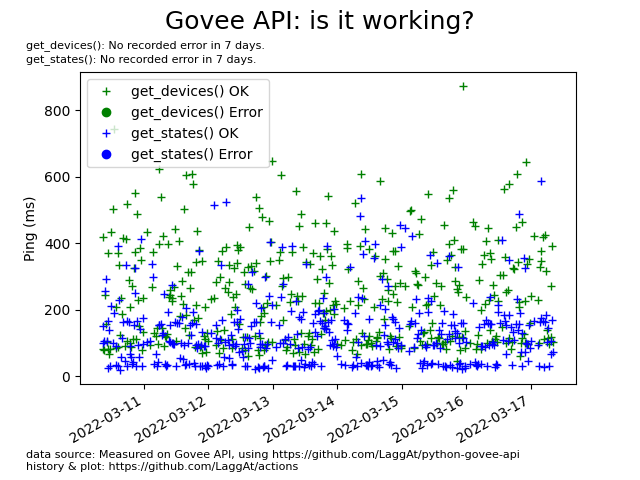 Govee API: is it working?
get_devices(): No recorded error in 7 days.
get_states(): No recorded error in 7 days.
get_devices() OK
get_devices() Error
get_states() OK
get_states() Error
Ping (ms)
800
600
400
200
0
2022-03-11
2022-03-12
2022-03-13
2022-03-14
2022-03-15
2022-03-16
2022-03-17
data source: Measured on Govee API, using https://github.com/LaggAt/python-govee-api
history & plot: https://github.com/LaggAt/actions